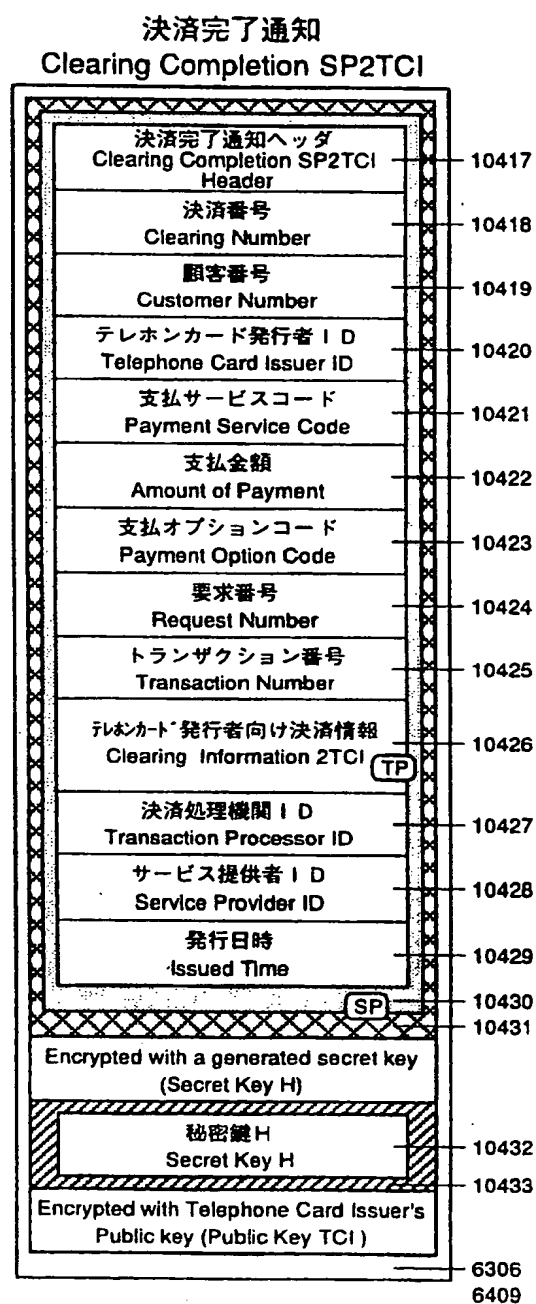 決済完了通知
Clearing Completion SP2TCI
決済完了通知ヘッダ
Clearing Completion SP2TCI
Header
10417
決済番号
Clearing Number
10418
顧客番号
Customer Number
10419
テレホンカード発行者ID
Telephone Card Issuer ID
10420
支払サービスコード
Payment Service Code
10421
支払金額
Amount of Payment
10422
支払オプションコード
Payment Option Code
10423
要求番号
Request Number
10424
トランザクション番号
Transaction Number
10425
ﾃﾚﾎﾝｶｰﾄﾞ発行者向け決済情報
Clearing Information 2TCI
TP
10426
決済処理機関ID
Transaction Processor ID
10427
サービス提供者ID
Service Provider ID
10428
発行日時
Issued Time
10429
SP
10430
10431
Encrypted with a generated secret key
(Secret Key H)
秘密鍵H
Secret Key H
10432
10433
Encrypted with Telephone Card Issuer's
Public key (Public Key TCI)
6306
6409